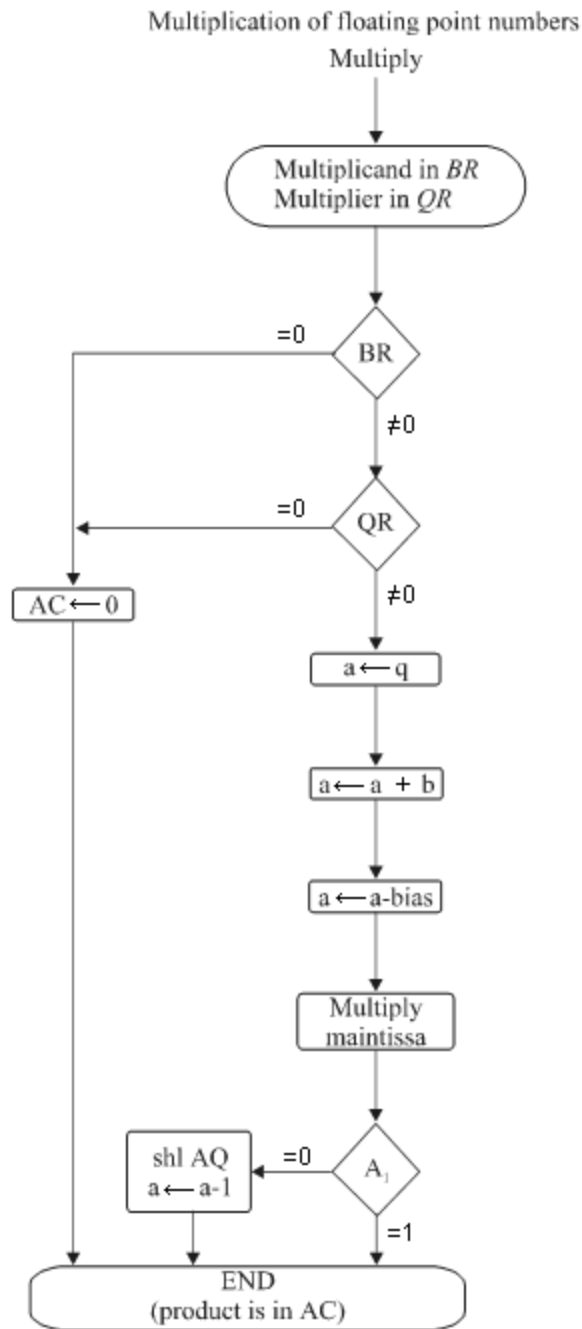 Multiplication of floating point numbers
Multiply
Multiplicand in BR
Multiplier in QR
=0
BR
≠0
=0
QR
≠0
AC ← 0
a ← q
a ← a + b
a ← a-bias
Multiply
maintissa
shl AQ
a ← a-1
=0
A₁
=1
END
(product is in AC)